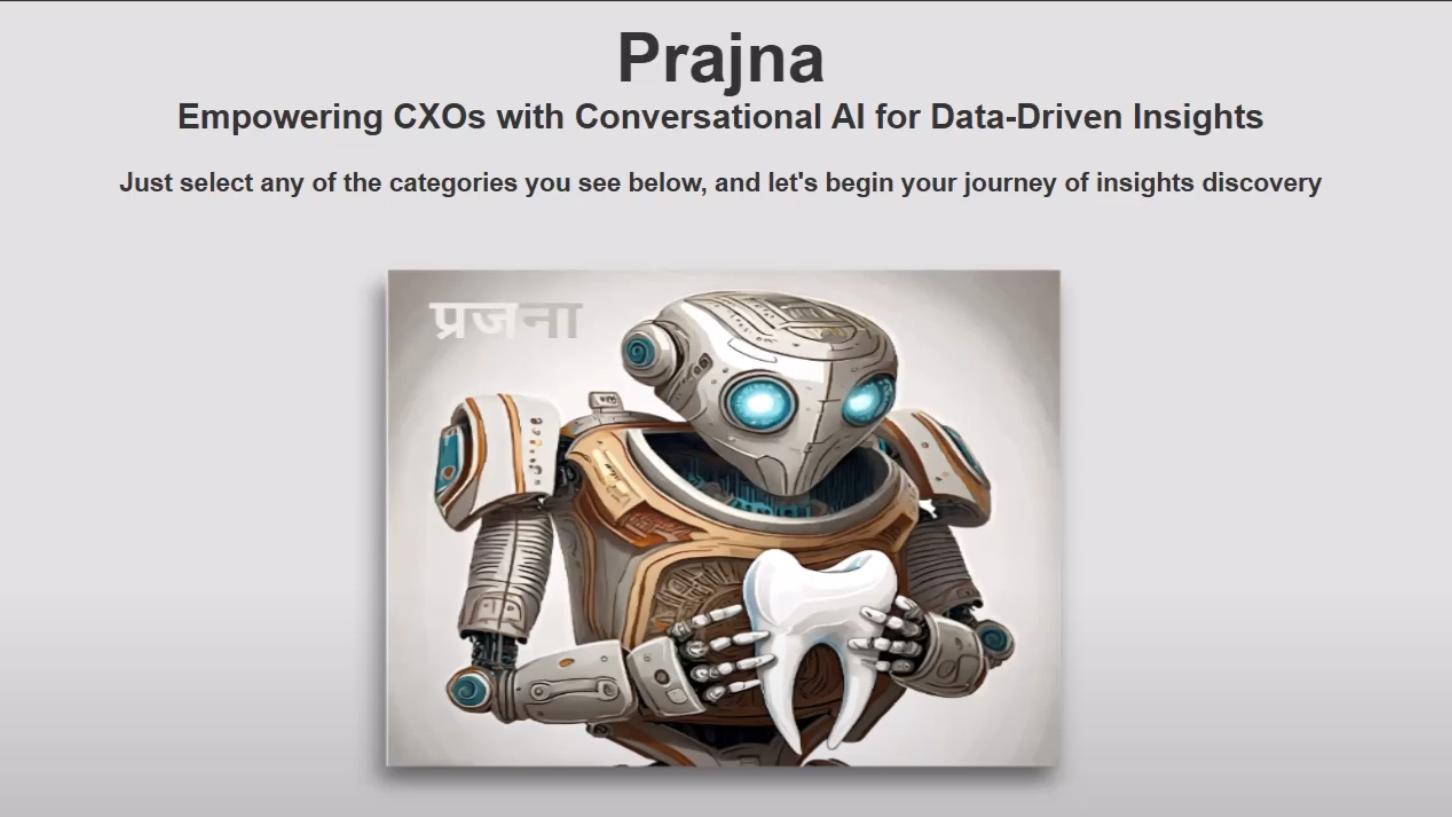 Prajna
Empowering CXOs with Conversational AI for Data-Driven Insights
Just select any of the categories you see below, and let's begin your journey of insights discovery
प्रजना